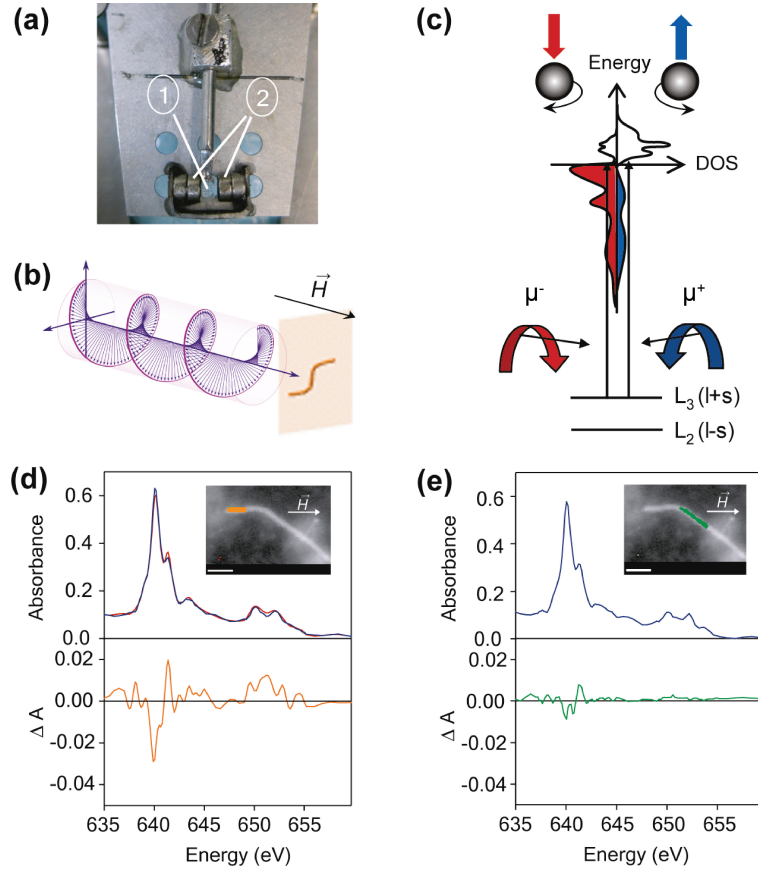 (a)
1 2
(b)
H
(c)
Energy
DOS
μ- μ+
L3 (l+s)
L2 (l-s)
(d)
Absorbance
0.6
0.4
0.2
0.0
H
Δ A
0.02
0.00
-0.02
-0.04
635 640 645 650 655
Energy (eV)
(e)
Absorbance
0.6
0.4
0.2
0.0
H
Δ A
0.02
0.00
-0.02
-0.04
635 640 645 650 655
Energy (eV)